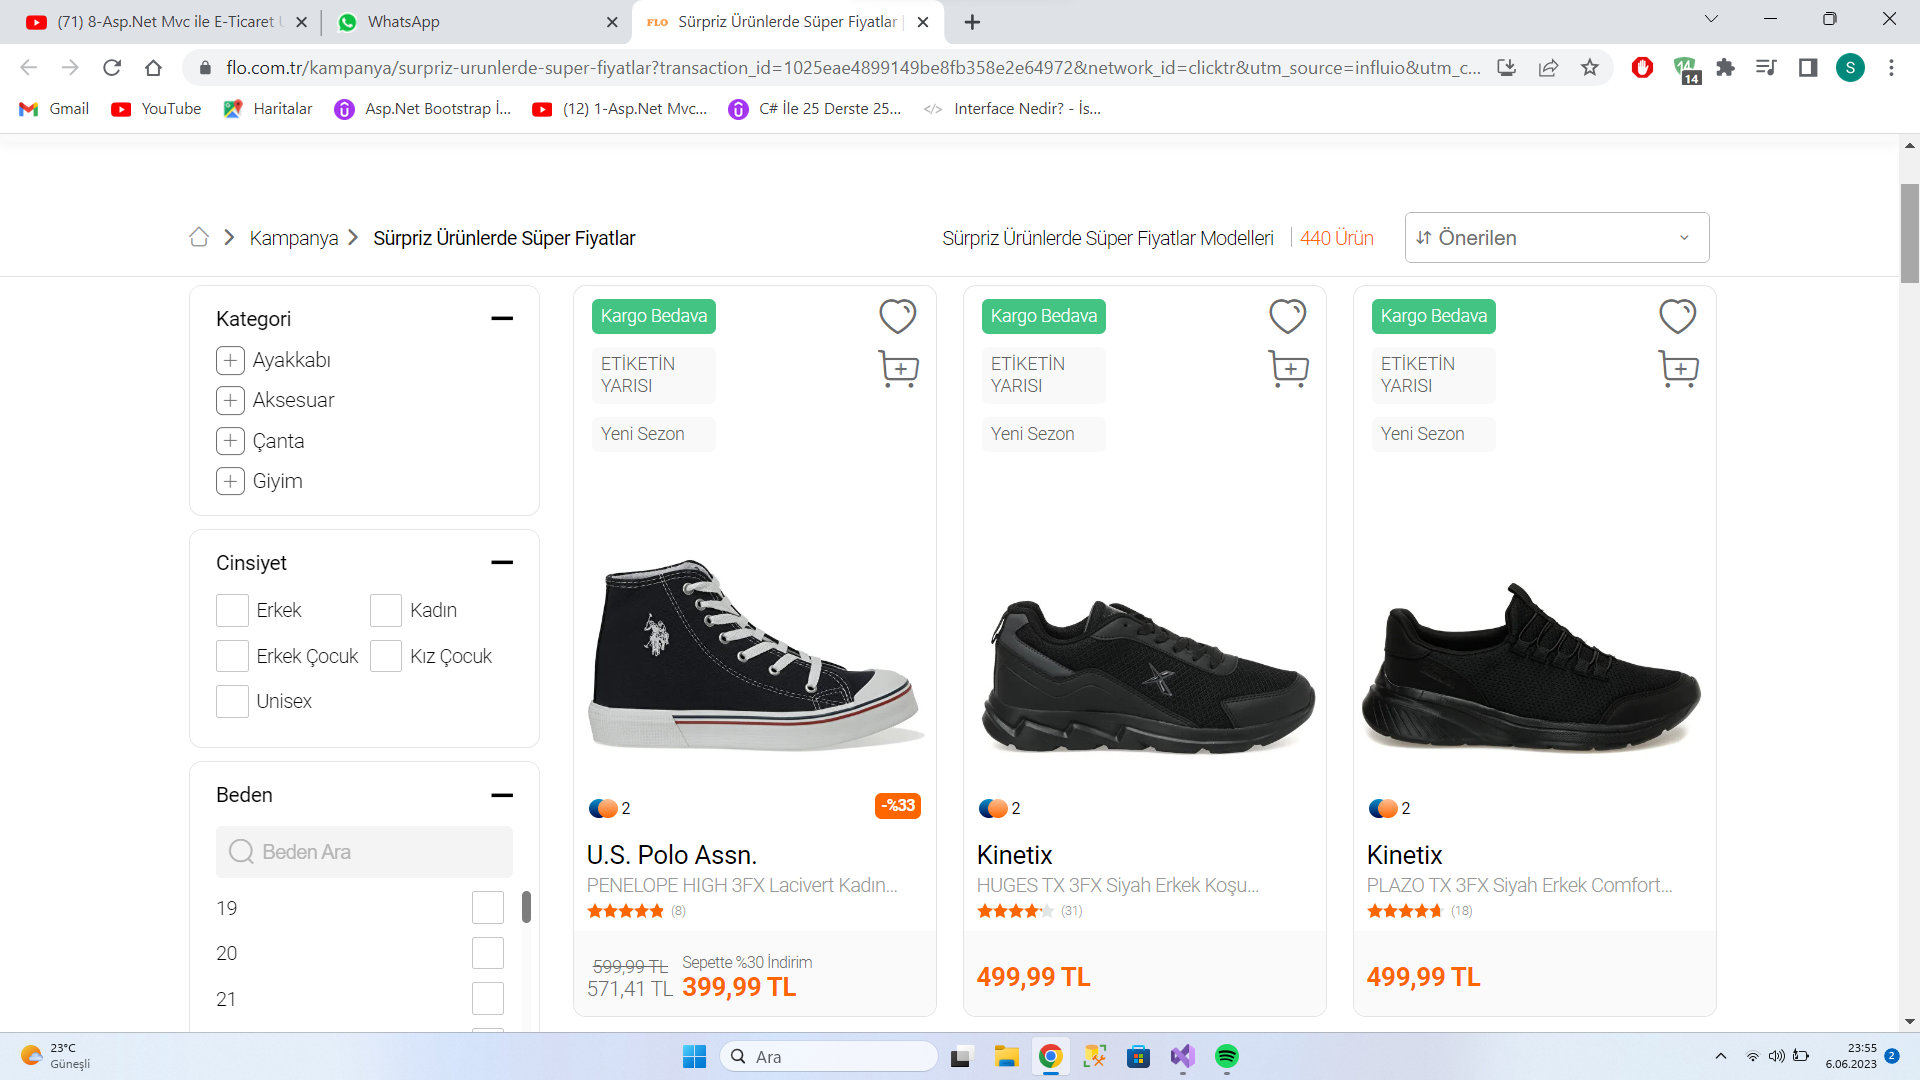 (71) 8-Asp.Net Mvc ile E-Ticaret
WhatsApp
FLO Sürpriz Ürünlerde Süper Fiyatlar |
flo.com.tr/kampanya/surpriz-urunlerde-super-fiyatlar?transaction_id=1025eae4899149be8fb358e2e64972&network_id=clicktr&utm_source=influio&utm_c...
14
S
Gmail
YouTube
Haritalar
Asp.Net Bootstrap İ...
(12) 1-Asp.Net Mvc...
C# İle 25 Derste 25...
Interface Nedir? - İs...
Kampanya
Sürpriz Ürünlerde Süper Fiyatlar
Sürpriz Ürünlerde Süper Fiyatlar Modelleri | 440 Ürün
Önerilen
Kategori
Ayakkabı
Aksesuar
Çanta
Giyim
Cinsiyet
Erkek
Kadın
Erkek Çocuk
Kız Çocuk
Unisex
Beden
Beden Ara
19
20
21
Kargo Bedava
ETİKETİN
YARISI
Yeni Sezon
2
-%33
U.S. Polo Assn.
PENELOPE HIGH 3FX Lacivert Kadın...
(8)
599,99 TL
571,41 TL
Sepette %30 İndirim
399,99 TL
Kargo Bedava
ETİKETİN
YARISI
Yeni Sezon
2
Kinetix
HUGES TX 3FX Siyah Erkek Koşu...
(31)
499,99 TL
Kargo Bedava
ETİKETİN
YARISI
Yeni Sezon
2
Kinetix
PLAZO TX 3FX Siyah Erkek Comfort...
(18)
499,99 TL
23°C
Güneşli
Ara
23:55
6.06.2023
2